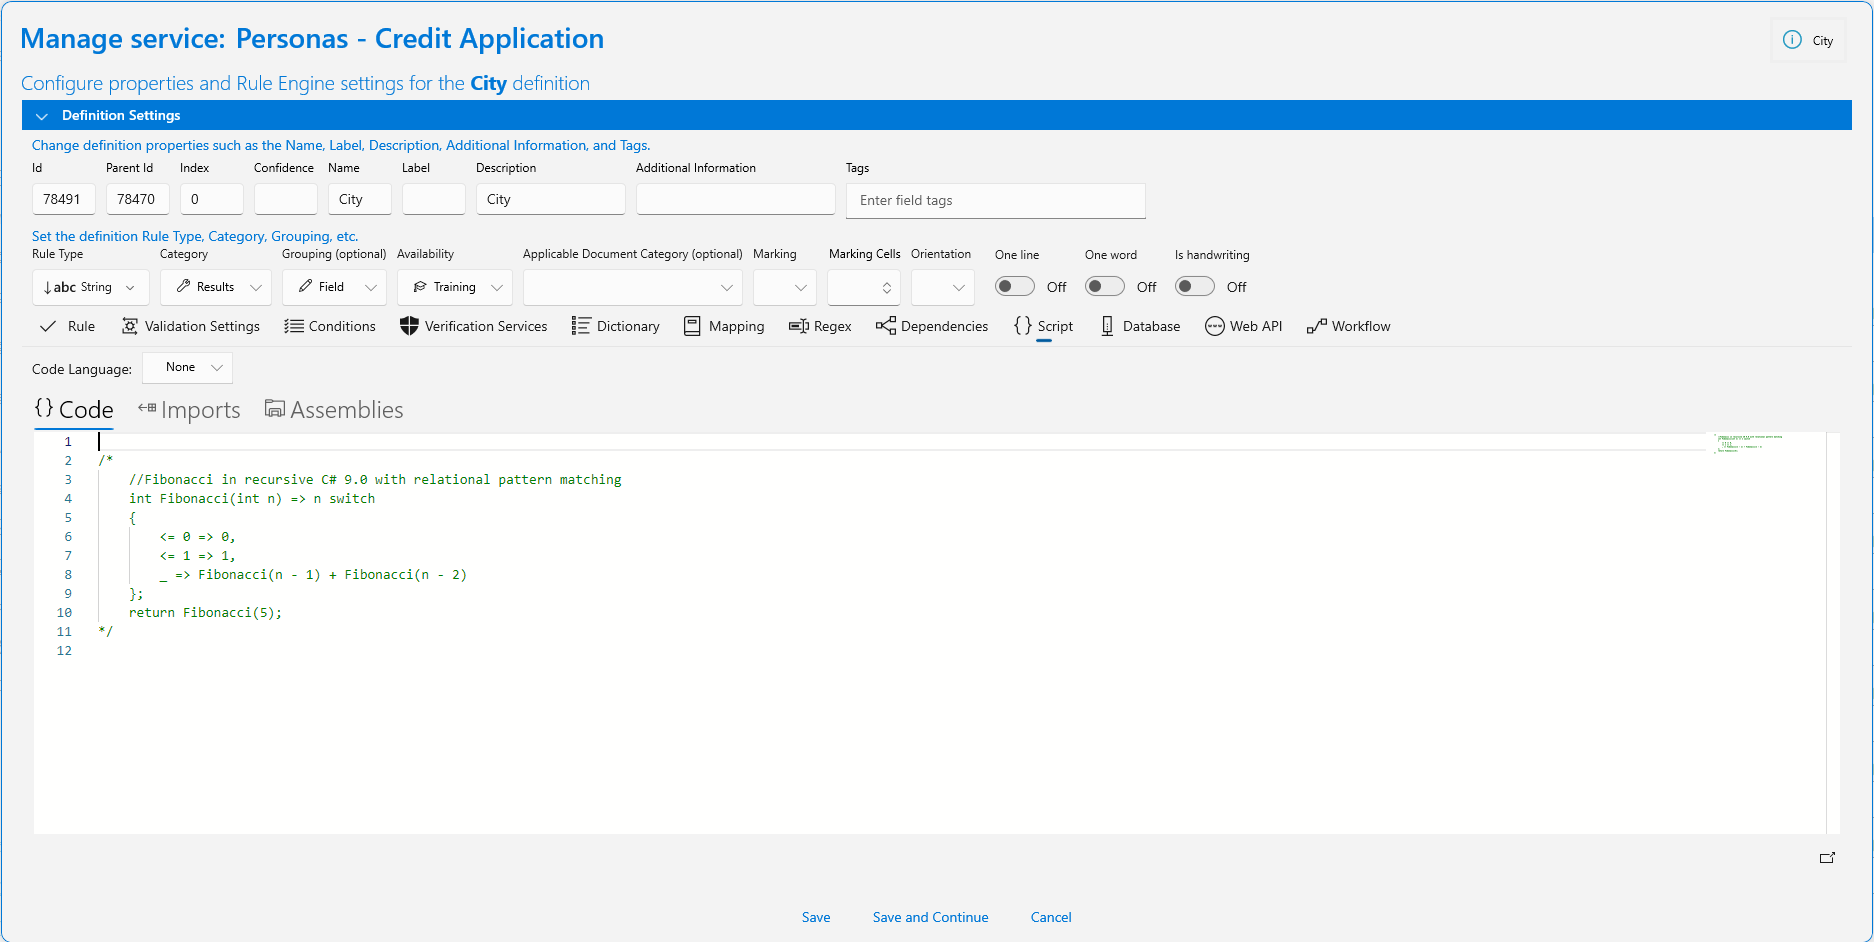 Manage service: Personas - Credit Application
City
Configure properties and Rule Engine settings for the City definition
Definition Settings
Change definition properties such as the Name, Label, Description, Additional Information, and Tags.
Id Parent Id Index Confidence Name Label Description Additional Information Tags
78491 78470 0 City City Enter field tags
Set the definition Rule Type, Category, Grouping, etc.
Rule Type Category Grouping (optional) Availability Applicable Document Category (optional) Marking Marking Cells Orientation One line One word Is handwriting
abc String Results Field Training Off Off Off
Rule Validation Settings Conditions Verification Services Dictionary Mapping Regex Dependencies {} Script Database Web API Workflow
Code Language: None
{} Code Imports Assemblies
1
2 /*
3 //Fibonacci in recursive C# 9.0 with relational pattern matching
4 int Fibonacci(int n) => n switch
5 {
6 <= 0 => 0,
7 <= 1 => 1,
8 _ => Fibonacci(n - 1) + Fibonacci(n - 2)
9 };
10 return Fibonacci(5);
11 */
12
Save Save and Continue Cancel